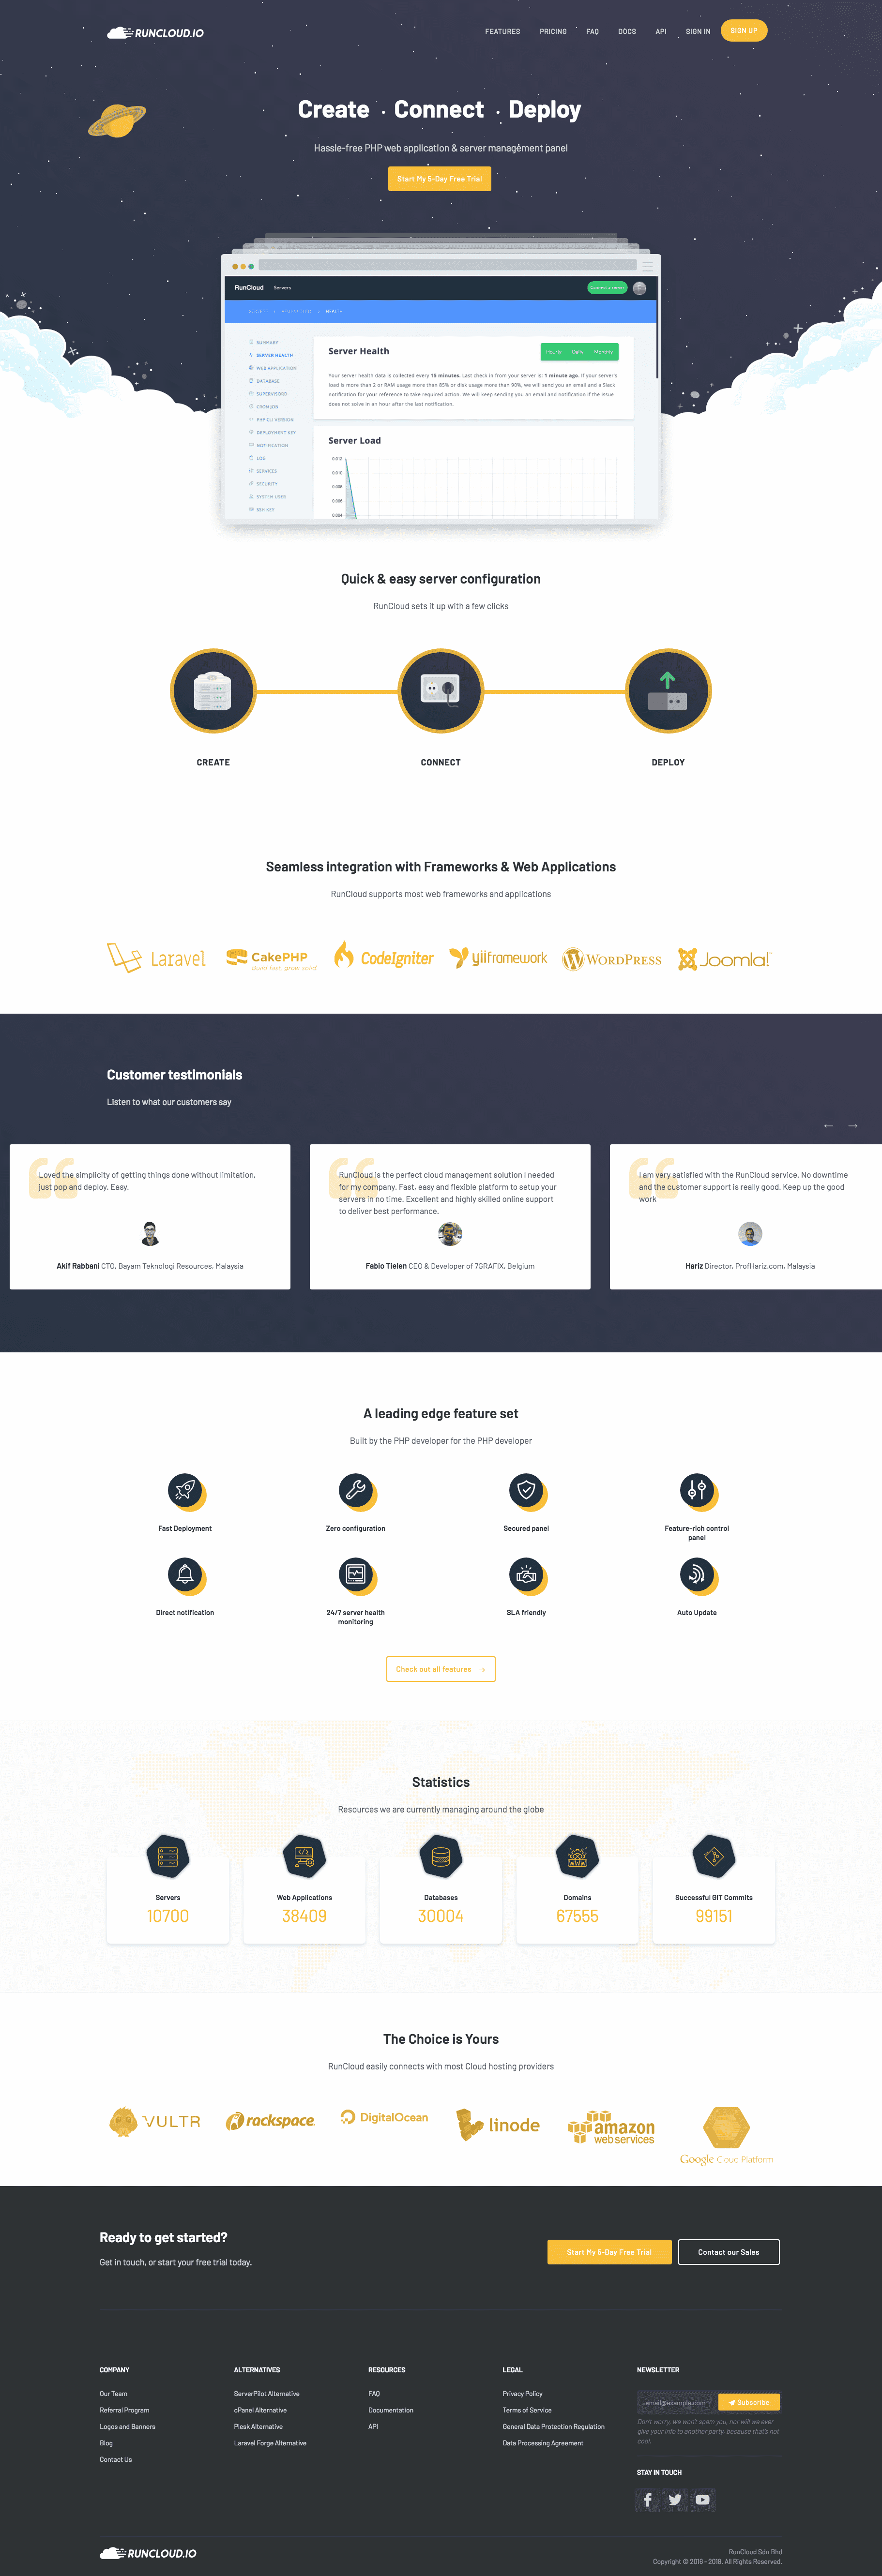 RUNCLOUD.IO
FEATURES PRICING FAQ DOCS API SIGN IN SIGN UP
Create . Connect . Deploy
Hassle-free PHP web application & server management panel
Start My 5-Day Free Trial
RunCloud Servers Connect a server
HEALTH
SUMMARY
SERVER HEALTH
WEB APPLICATION
DATABASE
SUPERVISORD
CRON JOB
PHP CLI VERSION
DEPLOYMENT KEY
NOTIFICATION
LOG
SERVICES
SECURITY
SYSTEM USER
SSH KEY
Server Health
Hourly Daily Monthly
Your server health data is collected every 15 minutes. Last check in from your server is: 1 minute ago. If your server's
load is more than 2 or RAM usage more than 85% or disk usage more than 90%, we will send you an email and a Slack
notification for your reference to take required action. We will keep sending you an email and notification if the issue
does not solve in an hour after the last notification.
Server Load
0.012
0.010
0.008
0.006
0.004
Quick & easy server configuration
RunCloud sets it up with a few clicks
CREATE CONNECT DEPLOY
Seamless integration with Frameworks & Web Applications
RunCloud supports most web frameworks and applications
Laravel CakePHP CodeIgniter yiiframework WORDPRESS Joomla!
Build fast, grow solid
Customer testimonials
Listen to what our customers say
← →
Loved the simplicity of getting things done without limitation,
just pop and deploy. Easy.
Akif Rabbani CTO, Bayam Teknologi Resources, Malaysia
RunCloud is the perfect cloud management solution I needed
for my company. Fast, easy and flexible platform to setup your
servers in no time. Excellent and highly skilled online support
to deliver best performance.
Fabio Tielen CEO & Developer of 7GRAFIX, Belgium
I am very satisfied with the RunCloud service. No downtime
and the customer support is really good. Keep up the good
work
Hariz Director, ProfHariz.com, Malaysia
A leading edge feature set
Built by the PHP developer for the PHP developer
Fast Deployment
Zero configuration
Secured panel
Feature-rich control
panel
Direct notification
24/7 server health
monitoring
SLA friendly
Auto Update
Check out all features →
Statistics
Resources we are currently managing around the globe
WWW
Servers
10700
Web Applications
38409
Databases
30004
Domains
67555
Successful GIT Commits
99151
The Choice is Yours
RunCloud easily connects with most Cloud hosting providers
VULTR rackspace DigitalOcean linode amazon
web services
Google Cloud Platform
Ready to get started?
Get in touch, or start your free trial today.
Start My 5-Day Free Trial
Contact our Sales
COMPANY
Our Team
Referral Program
Logos and Banners
Blog
Contact Us
ALTERNATIVES
ServerPilot Alternative
cPanel Alternative
Plesk Alternative
Laravel Forge Alternative
RESOURCES
FAQ
Documentation
API
LEGAL
Privacy Policy
Terms of Service
General Data Protection Regulation
Data Processing Agreement
NEWSLETTER
email@example.com Subscribe
Don't worry, we won't spam you, nor will we ever
give your info to another party, because that's not
cool.
STAY IN TOUCH
RUNCLOUD.IO
RunCloud Sdn Bhd
Copyright © 2016 - 2018. All Rights Reserved.